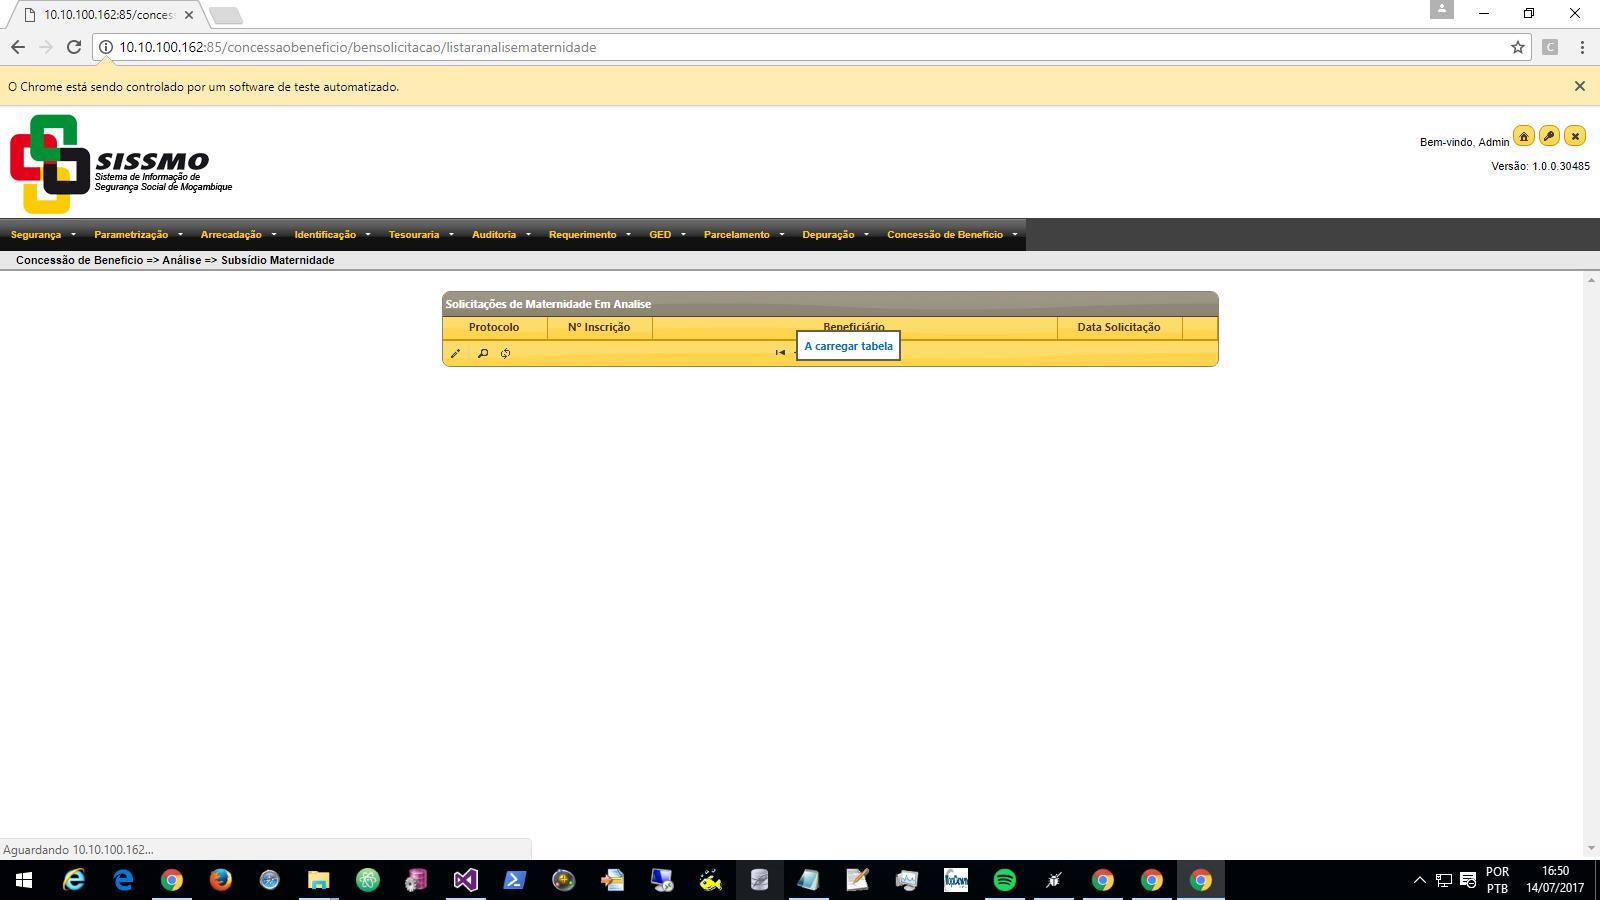 10.10.100.162:85/conces
10.10.100.162:85/concessaobeneficio/bensolicitacao/listaranalisematernidade
C
O Chrome está sendo controlado por um software de teste automatizado.
SISSMO
Sistema de Informação de
Segurança Social de Moçambique
Bem-vindo, Admin
Versão: 1.0.0.30485
Segurança Parametrização Arrecadação Identificação Tesouraria Auditoria Requerimento GED Parcelamento Depuração Concessão de Benefício
Concessão de Beneficio => Análise => Subsídio Maternidade
Solicitações de Maternidade Em Analise
Protocolo Nº Inscrição Beneficiário Data Solicitação
A carregar tabela
Aguardando 10.10.100.162...
POR
PTB
16:50
14/07/2017